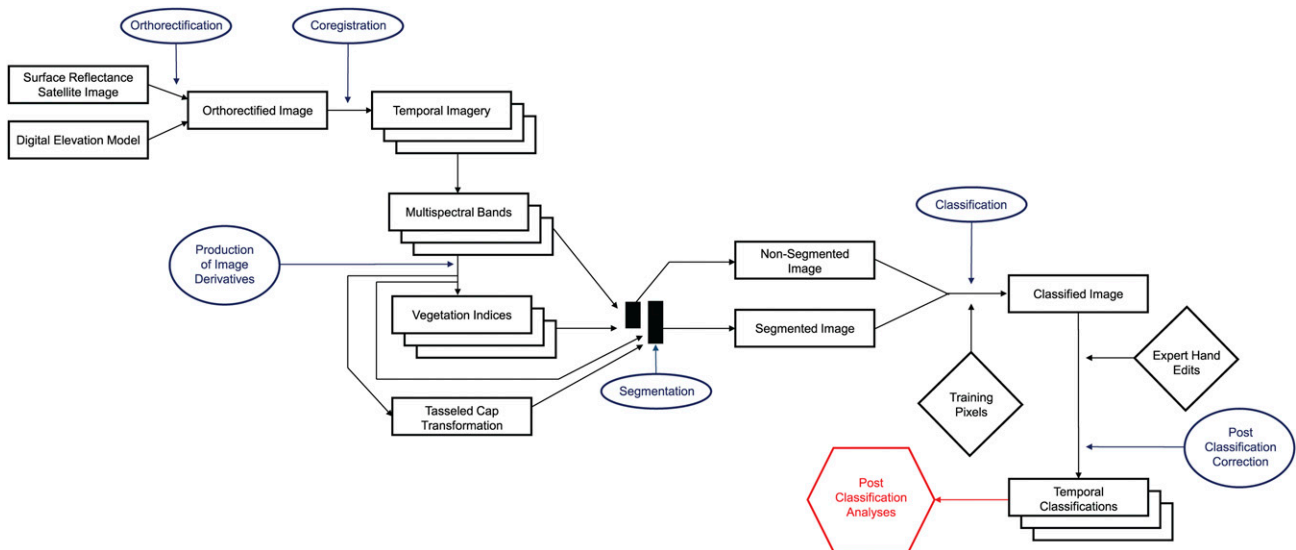 Orthorectification
Coregistration
Surface Reflectance
Satellite Image
Orthorectified Image
Temporal Imagery
Digital Elevation Model
Multispectral Bands
Classification
Production
of Image
Derivatives
Non-Segmented
Image
Vegetation Indices
Segmented Image
Classified Image
Expert Hand
Edits
Segmentation
Training
Pixels
Tasseled Cap
Transformation
Post
Classification
Correction
Post
Classification
Analyses
Temporal
Classifications